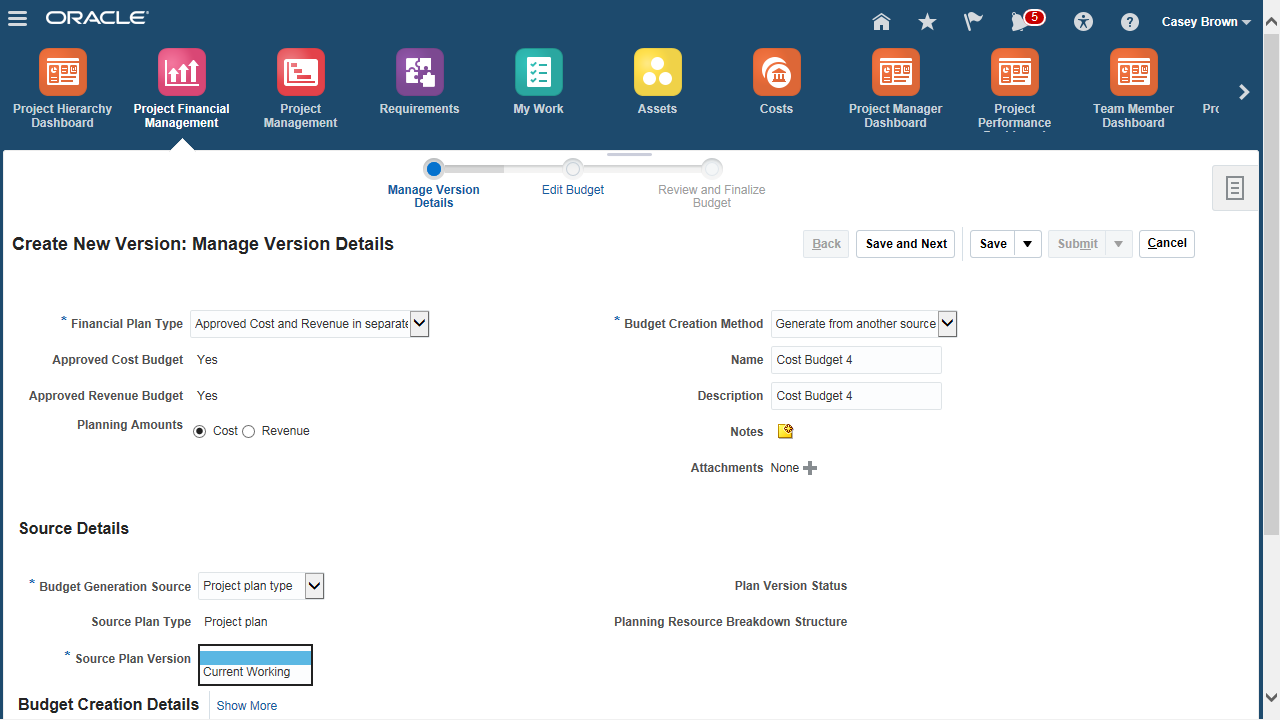 ORACLE
5
Casey Brown
Project Hierarchy
Dashboard
Project Financial
Management
Project
Management
Requirements
My Work
Assets
Costs
Project Manager
Dashboard
Project
Performance
Team Member
Dashboard
Manage Version
Details
Edit Budget
Review and Finalize
Budget
Create New Version: Manage Version Details
Back
Save and Next
Save
Submit
Cancel
* Financial Plan Type Approved Cost and Revenue in separate
Approved Cost Budget Yes
Approved Revenue Budget Yes
Planning Amounts Cost Revenue
* Budget Creation Method Generate from another source
Name Cost Budget 4
Description Cost Budget 4
Notes
Attachments None
Source Details
* Budget Generation Source Project plan type
Source Plan Type Project plan
* Source Plan Version
Current Working
Plan Version Status
Planning Resource Breakdown Structure
Budget Creation Details Show More